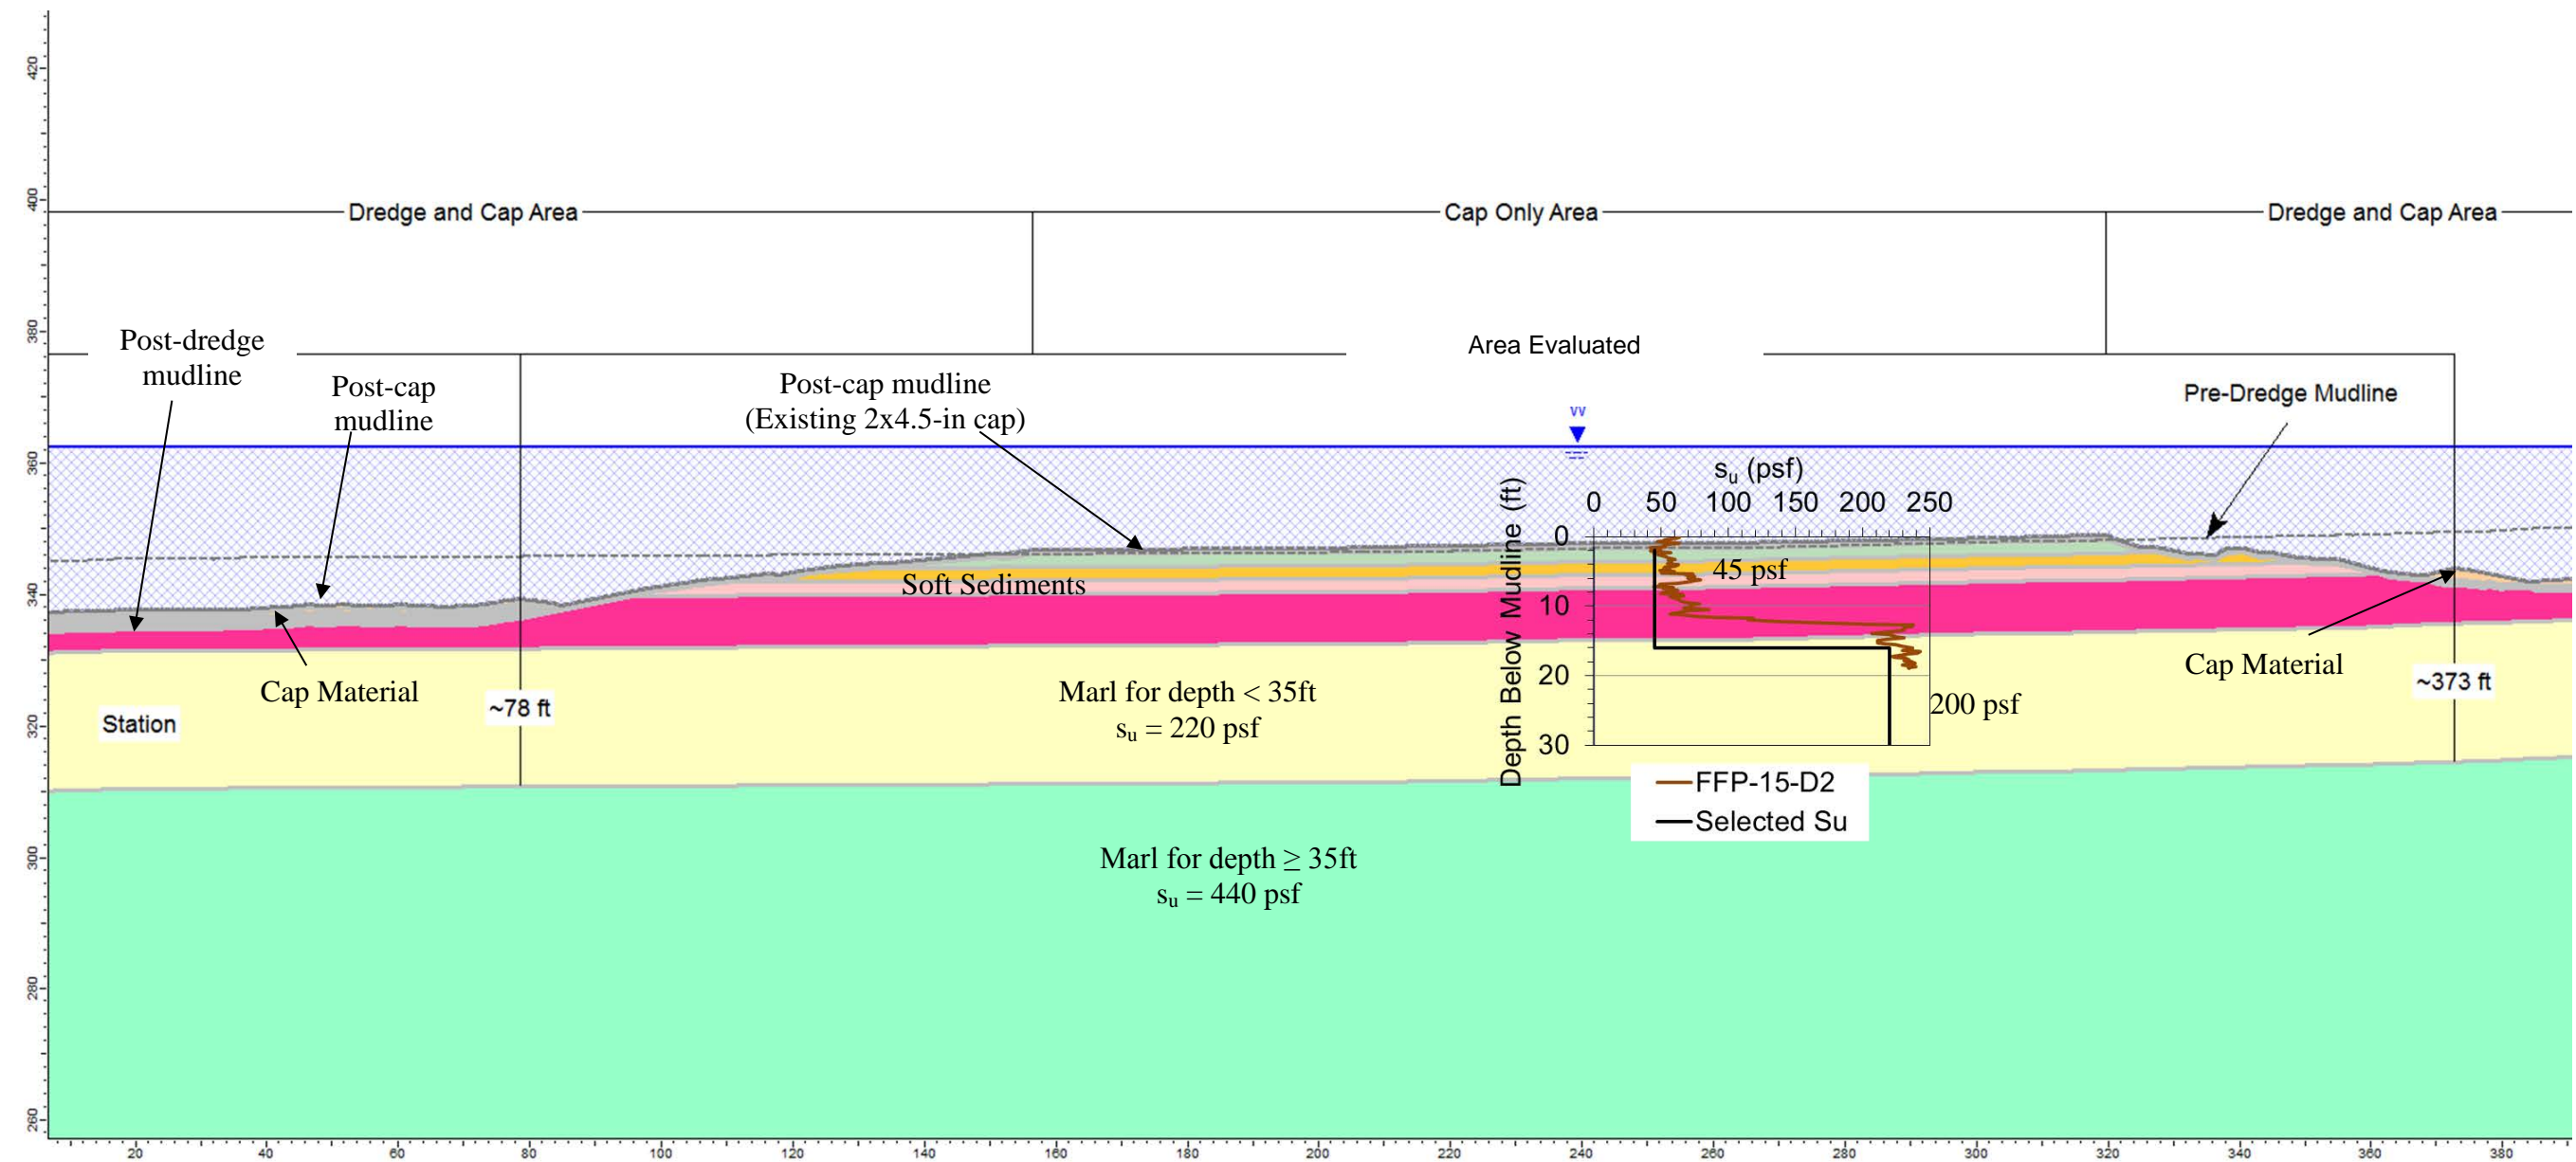 420
400
380
360
340
320
300
280
260
Dredge and Cap Area
Cap Only Area
Dredge and Cap Area
Area Evaluated
Post-dredge
mudline
Post-cap
mudline
Post-cap mudline
(Existing 2x4.5-in cap)
W
Pre-Dredge Mudline
su (psf)
0 50 100 150 200 250
Depth Below Mudline (ft)
0
10
20
30
45 psf
200 psf
FFP-15-D2
Selected Su
Soft Sediments
Cap Material
Cap Material
Station
~78 ft
~373 ft
Marl for depth < 35ft
su = 220 psf
Marl for depth ≥ 35ft
su = 440 psf
20 40 60 80 100 120 140 160 180 200 220 240 260 280 300 320 340 360 380